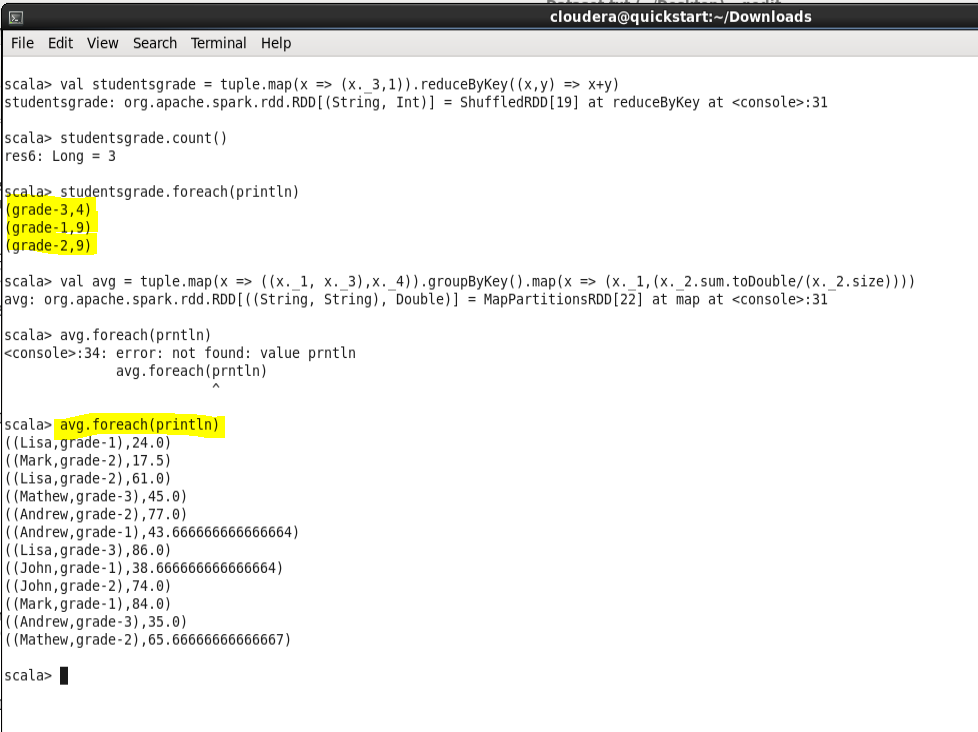 cloudera@quickstart:~/Downloads
File Edit View Search Terminal Help
scala> val studentsgrade = tuple.map(x => (x._3,1)).reduceByKey((x,y) => x+y)
studentsgrade: org.apache.spark.rdd.RDD[(String, Int)] = ShuffledRDD[19] at reduceByKey at <console>:31
scala> studentsgrade.count()
res6: Long = 3
scala> studentsgrade.foreach(println)
(grade-3,4)
(grade-1,9)
(grade-2,9)
scala> val avg = tuple.map(x => ((x._1, x._3),x._4)).groupByKey().map(x => (x._1,(x._2.sum.toDouble/(x._2.size))))
avg: org.apache.spark.rdd.RDD[((String, String), Double)] = MapPartitionsRDD[22] at map at <console>:31
scala> avg.foreach(prntln)
<console>:34: error: not found: value prntln
avg.foreach(prntln)
^
scala> avg.foreach(println)
((Lisa,grade-1),24.0)
((Mark,grade-2),17.5)
((Lisa,grade-2),61.0)
((Mathew,grade-3),45.0)
((Andrew,grade-2),77.0)
((Andrew,grade-1),43.666666666666664)
((Lisa,grade-3),86.0)
((John,grade-1),38.666666666666664)
((John,grade-2),74.0)
((Mark,grade-1),84.0)
((Andrew,grade-3),35.0)
((Mathew,grade-2),65.66666666666667)
scala>